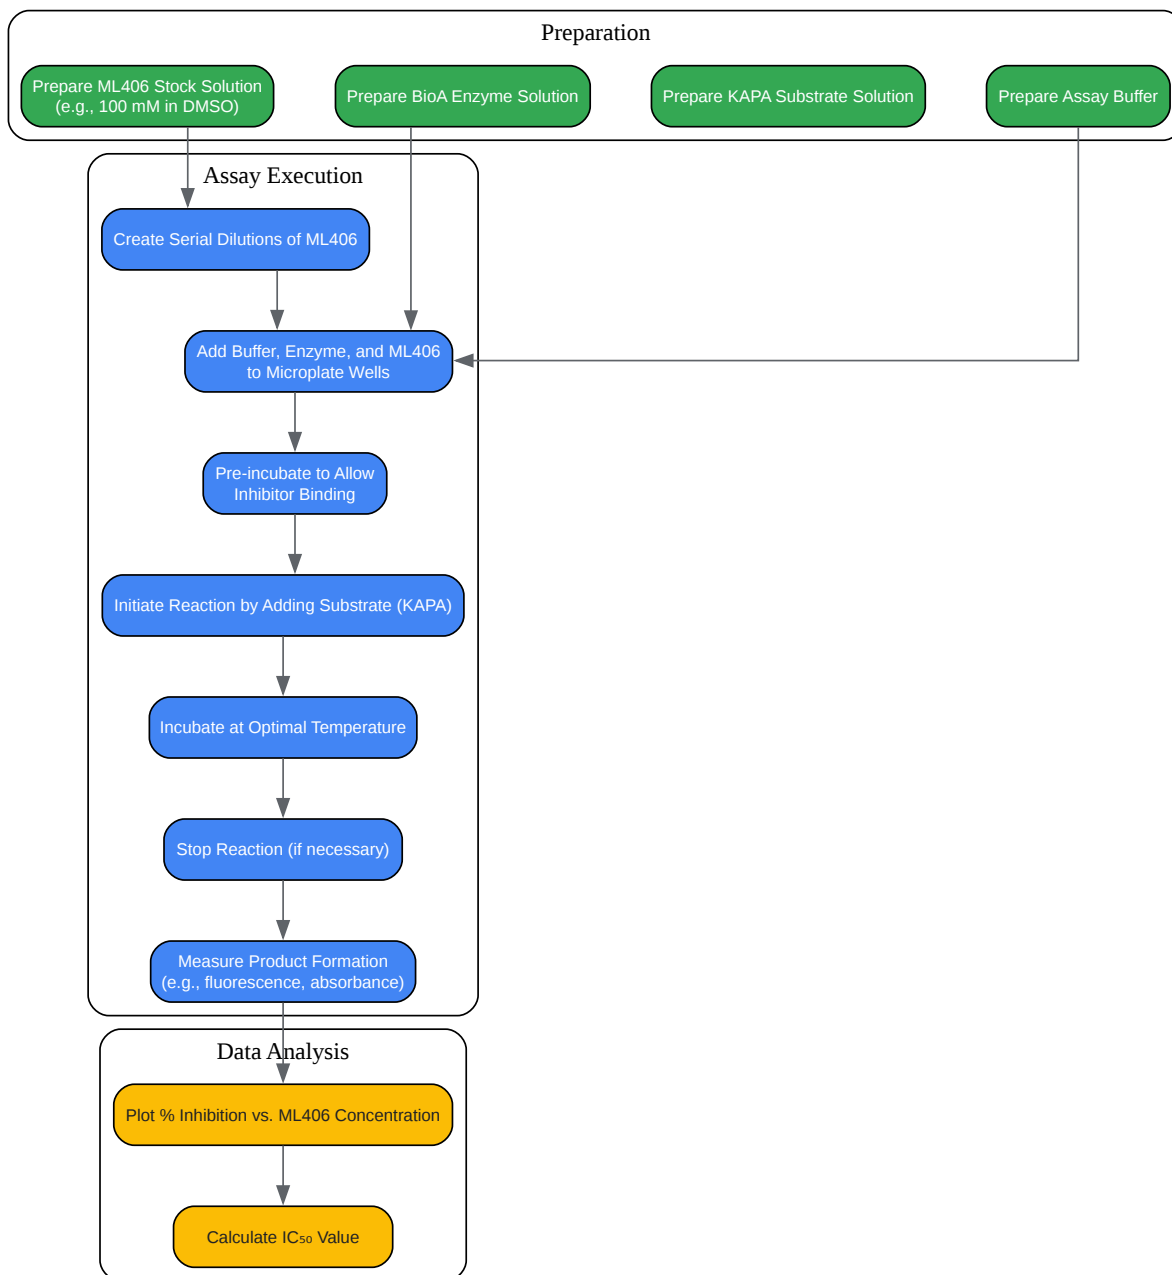 Preparation
Prepare ML406 Stock Solution
(e.g., 100 mM in DMSO)
Prepare BioA Enzyme Solution
Prepare KAPA Substrate Solution
Prepare Assay Buffer
Assay Execution
Create Serial Dilutions of ML406
Add Buffer, Enzyme, and ML406
to Microplate Wells
Pre-incubate to Allow
Inhibitor Binding
Initiate Reaction by Adding Substrate (KAPA)
Incubate at Optimal Temperature
Stop Reaction (if necessary)
Measure Product Formation
(e.g., fluorescence, absorbance)
Data Analysis
Plot % Inhibition vs. ML406 Concentration
Calculate IC₅₀ Value